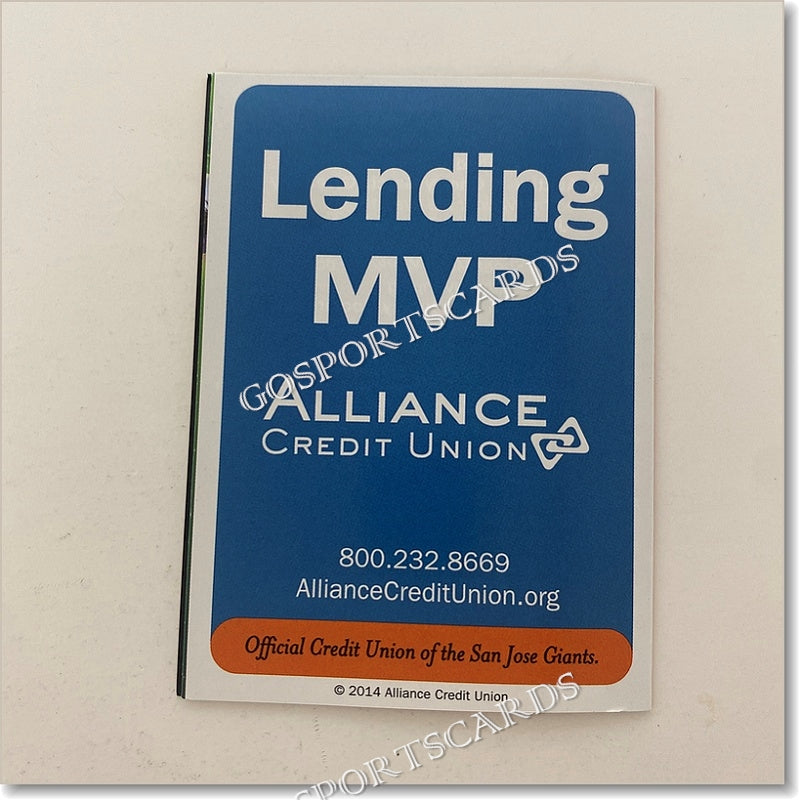 Lending
MVP
GOSPORTSCARDS
ALLIANCE
CREDIT UNION
800.232.8669
AllianceCreditUnion.org
Official Credit Union of the San Jose Giants.
© 2014 Alliance Credit Union
OSPORTSCARDS